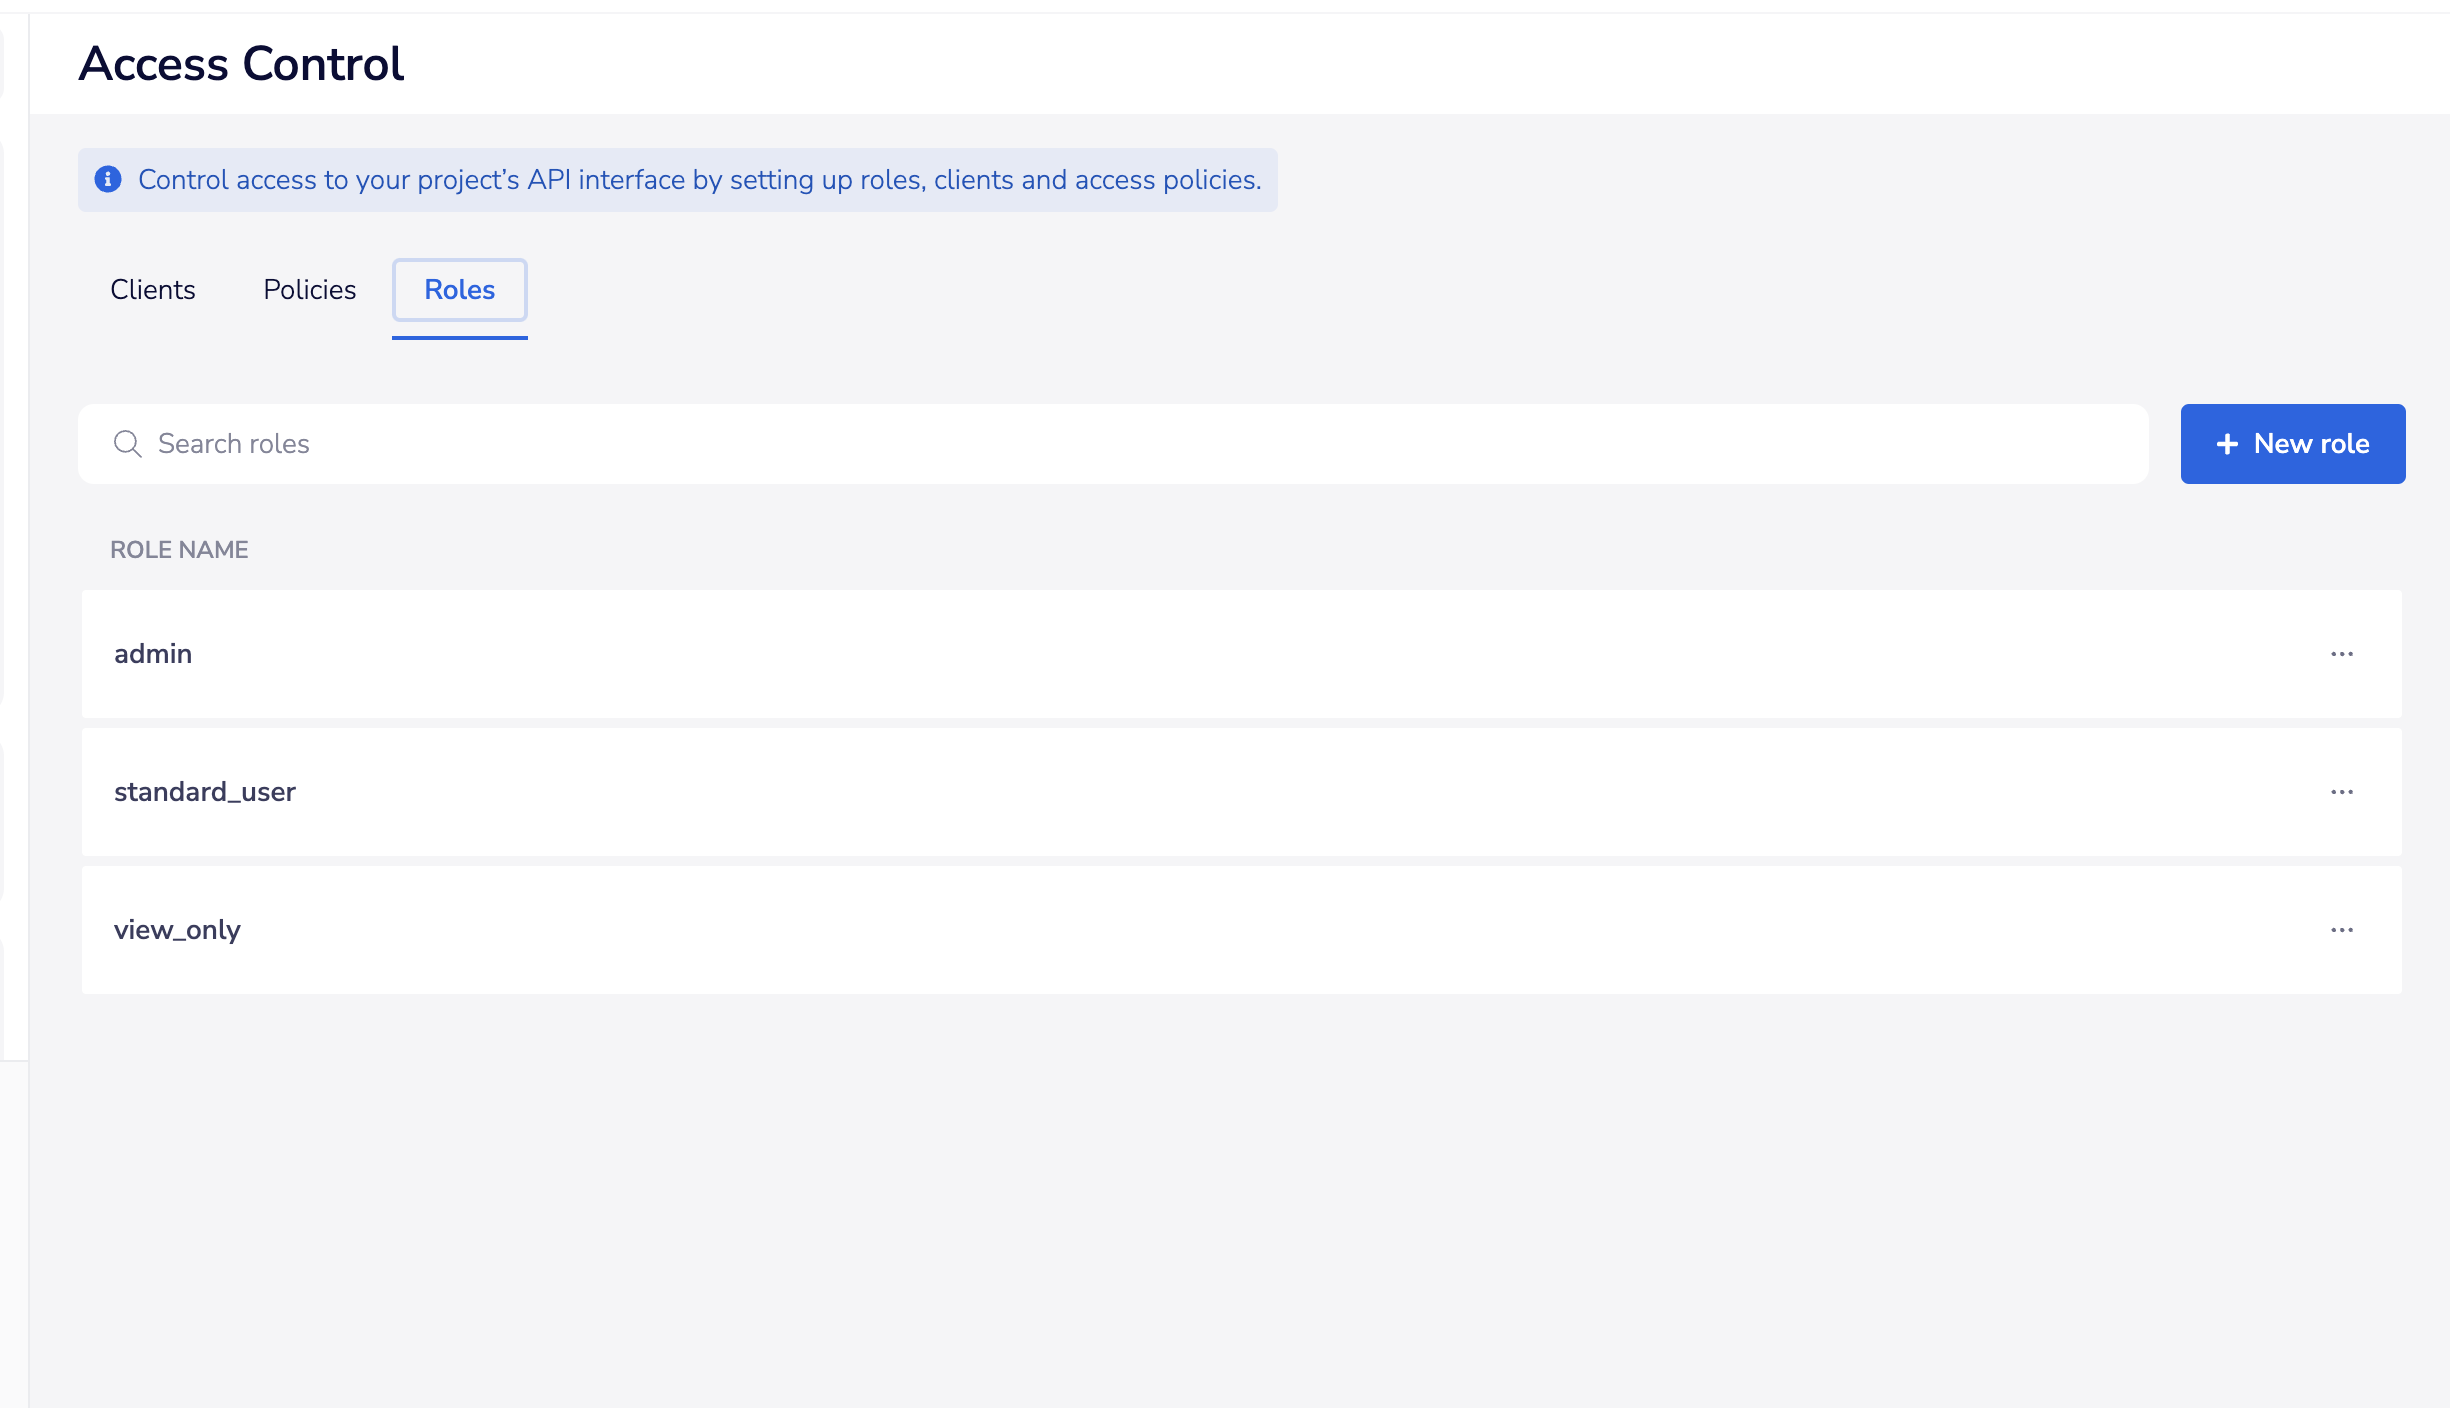 Access Control
Control access to your project’s API interface by setting up roles, clients and access policies.
Clients Policies Roles
Search roles
+ New role
ROLE NAME
admin
standard_user
view_only